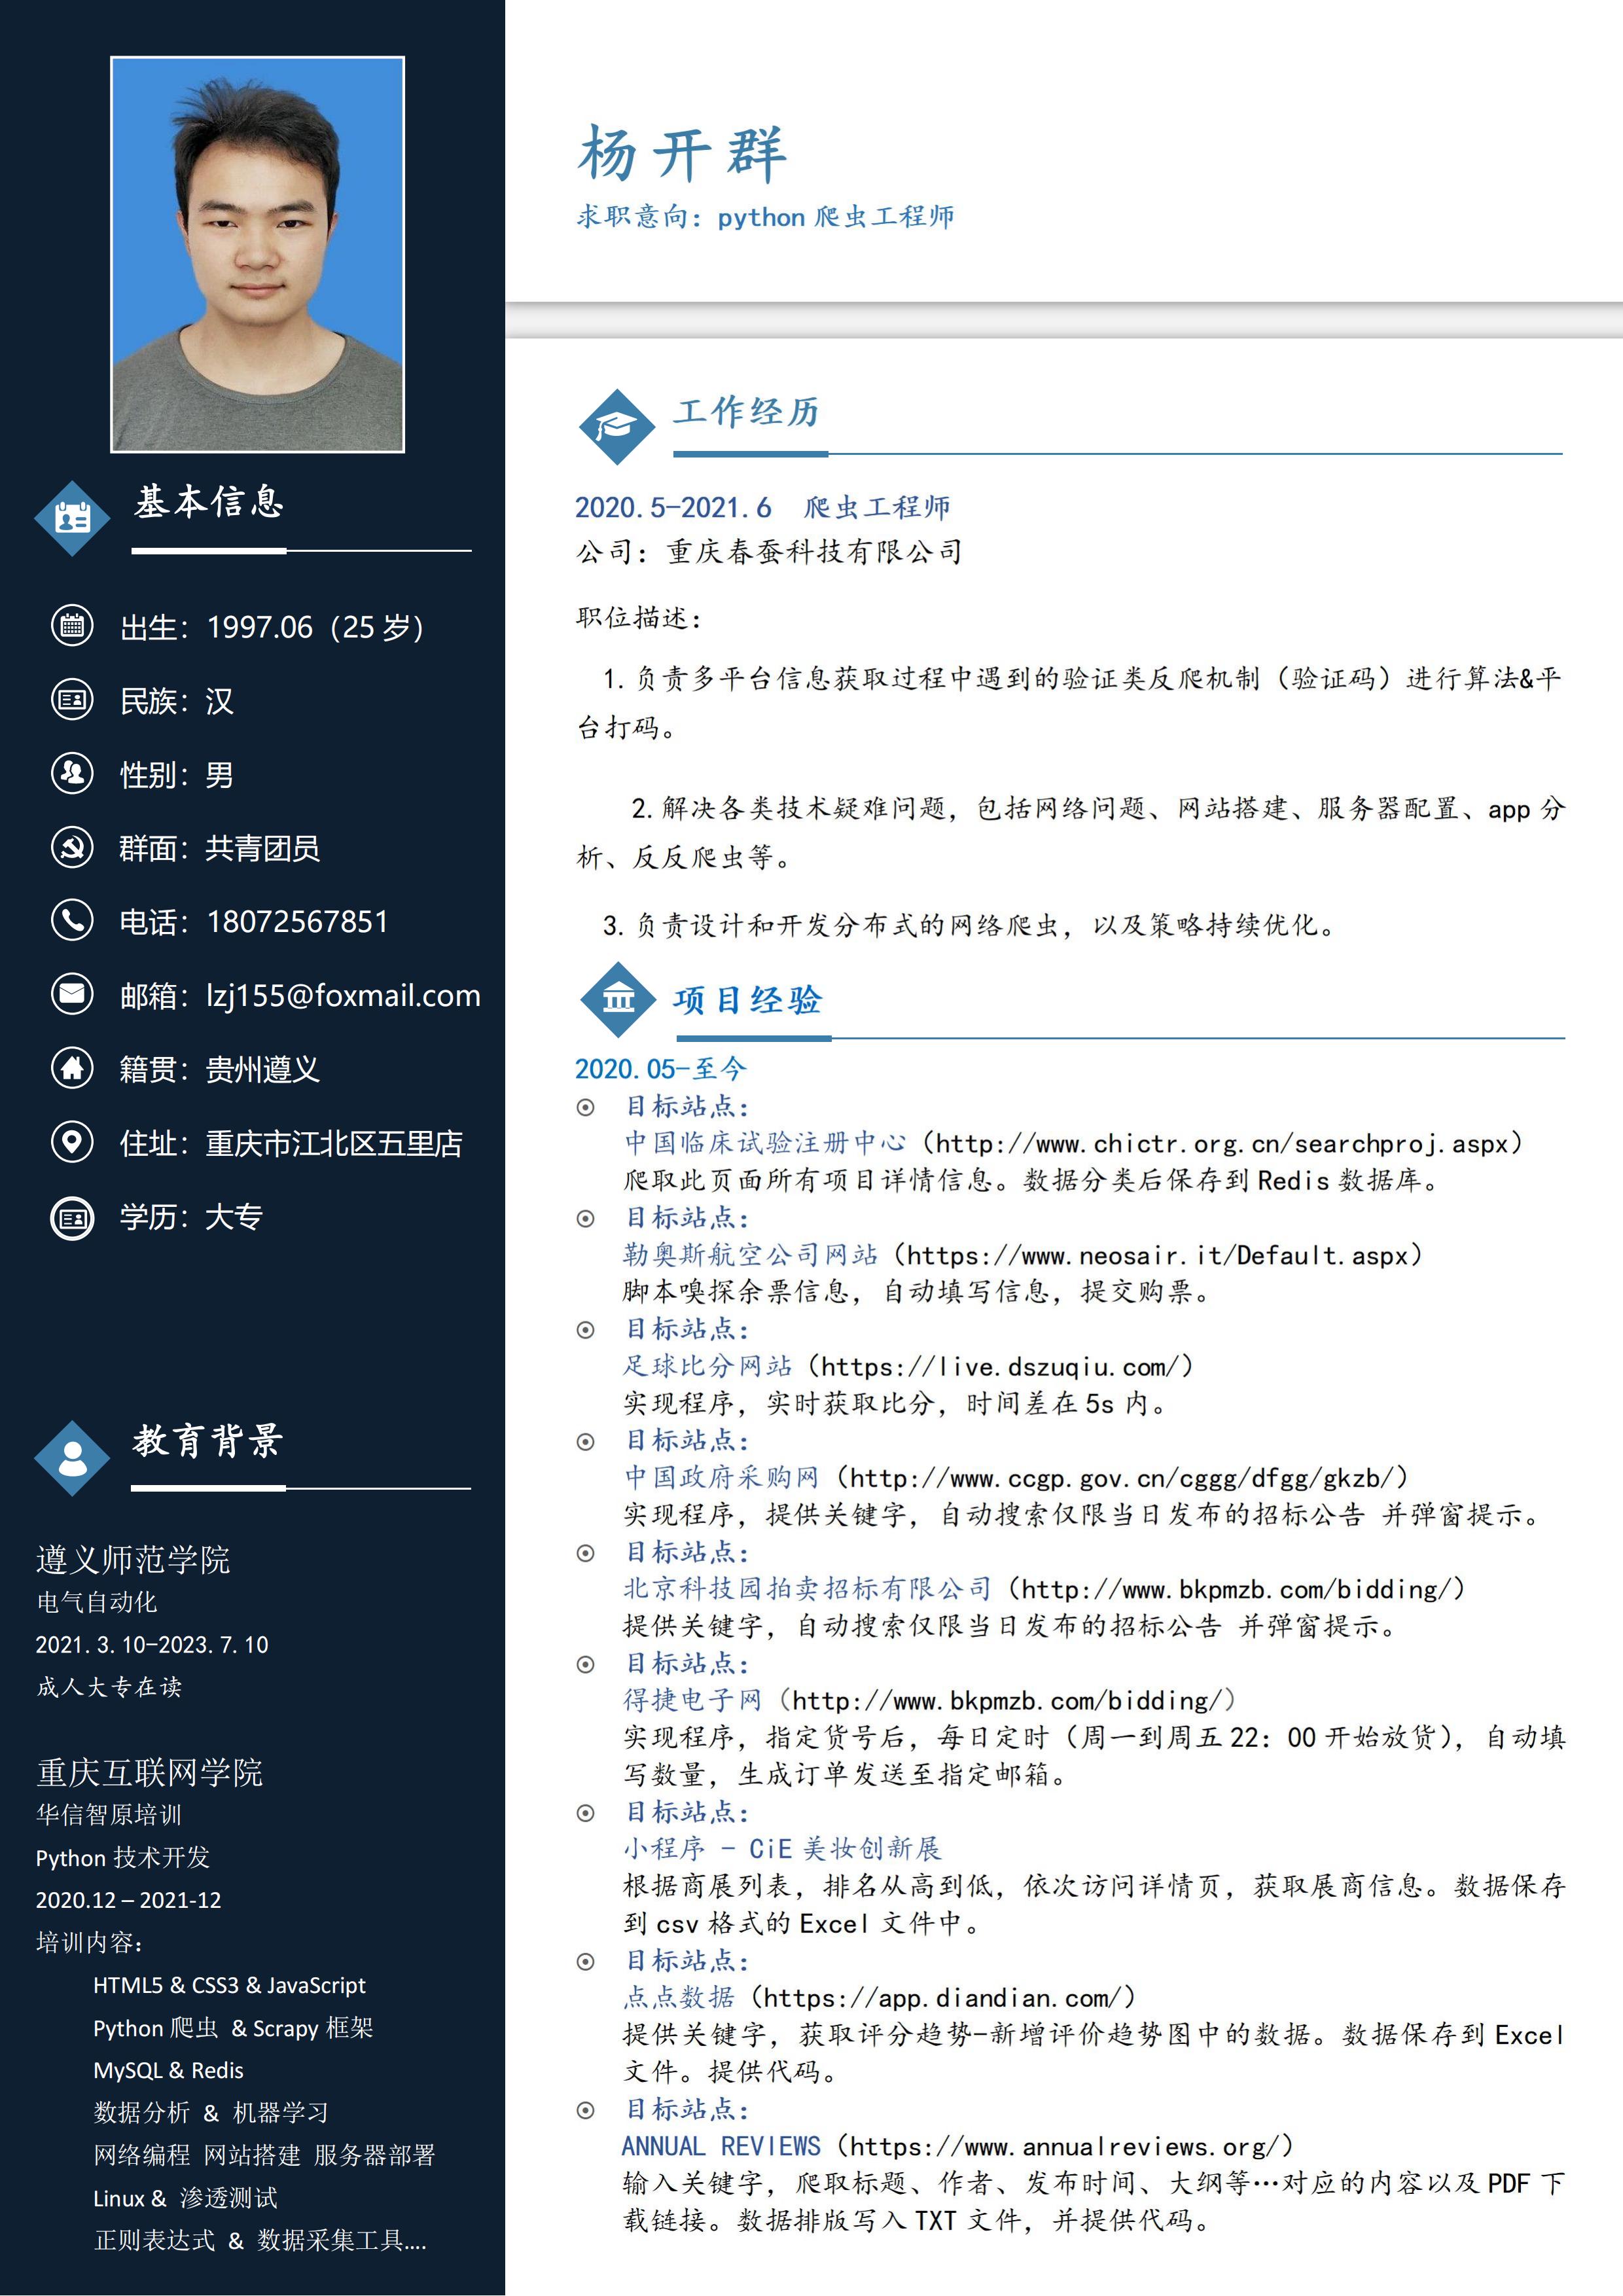 杨开群
求职意向：python 爬虫工程师
基本信息
出生：1997.06（25 岁）
民族：汉
性别：男
群面：共青团员
电话：18072567851
邮箱：lzj155@foxmail.com
籍贯：贵州遵义
住址：重庆市江北区五里店
学历：大专
教育背景
遵义师范学院
电气自动化
2021.3.10-2023.7.10
成人大专在读
重庆互联网学院
华信智原培训
Python 技术开发
2020.12 – 2021-12
培训内容：
HTML5 & CSS3 & JavaScript
Python 爬虫 & Scrapy 框架
MySQL & Redis
数据分析 & 机器学习
网络编程 网站搭建 服务器部署
Linux & 渗透测试
正则表达式 & 数据采集工具....
工作经历
2020.5-2021.6 爬虫工程师
公司：重庆春蚕科技有限公司
职位描述：
1.负责多平台信息获取过程中遇到的验证类反爬机制（验证码）进行算法&平
台打码。
2.解决各类技术疑难问题，包括网络问题、网站搭建、服务器配置、app 分
析、反反爬虫等。
3.负责设计和开发分布式的网络爬虫，以及策略持续优化。
项目经验
2020.05-至今
目标站点：
中国临床试验注册中心（http://www.chictr.org.cn/searchproj.aspx）
爬取此页面所有项目详情信息。数据分类后保存到 Redis 数据库。
目标站点：
勒奥斯航空公司网站（https://www.neosair.it/Default.aspx）
脚本嗅探余票信息，自动填写信息，提交购票。
目标站点：
足球比分网站（https://live.dszuqiu.com/）
实现程序，实时获取比分，时间差在 5s 内。
目标站点：
中国政府采购网（http://www.ccgp.gov.cn/cggg/dfgg/gkzb/）
实现程序，提供关键字，自动搜索仅限当日发布的招标公告 并弹窗提示。
目标站点：
北京科技园拍卖招标有限公司（http://www.bkpmzb.com/bidding/）
提供关键字，自动搜索仅限当日发布的招标公告 并弹窗提示。
目标站点：
得捷电子网（http://www.bkpmzb.com/bidding/）
实现程序，指定货号后，每日定时（周一到周五 22：00 开始放货），自动填
写数量，生成订单发送至指定邮箱。
目标站点：
小程序 - CiE 美妆创新展
根据商展列表，排名从高到低，依次访问详情页，获取展商信息。数据保存
到 csv 格式的 Excel 文件中。
目标站点：
点点数据（https://app.diandian.com/）
提供关键字，获取评分趋势-新增评价趋势图中的数据。数据保存到 Excel
文件。提供代码。
目标站点：
ANNUAL REVIEWS（https://www.annualreviews.org/）
输入关键字，爬取标题、作者、发布时间、大纲等…对应的内容以及 PDF 下
载链接。数据排版写入 TXT 文件，并提供代码。